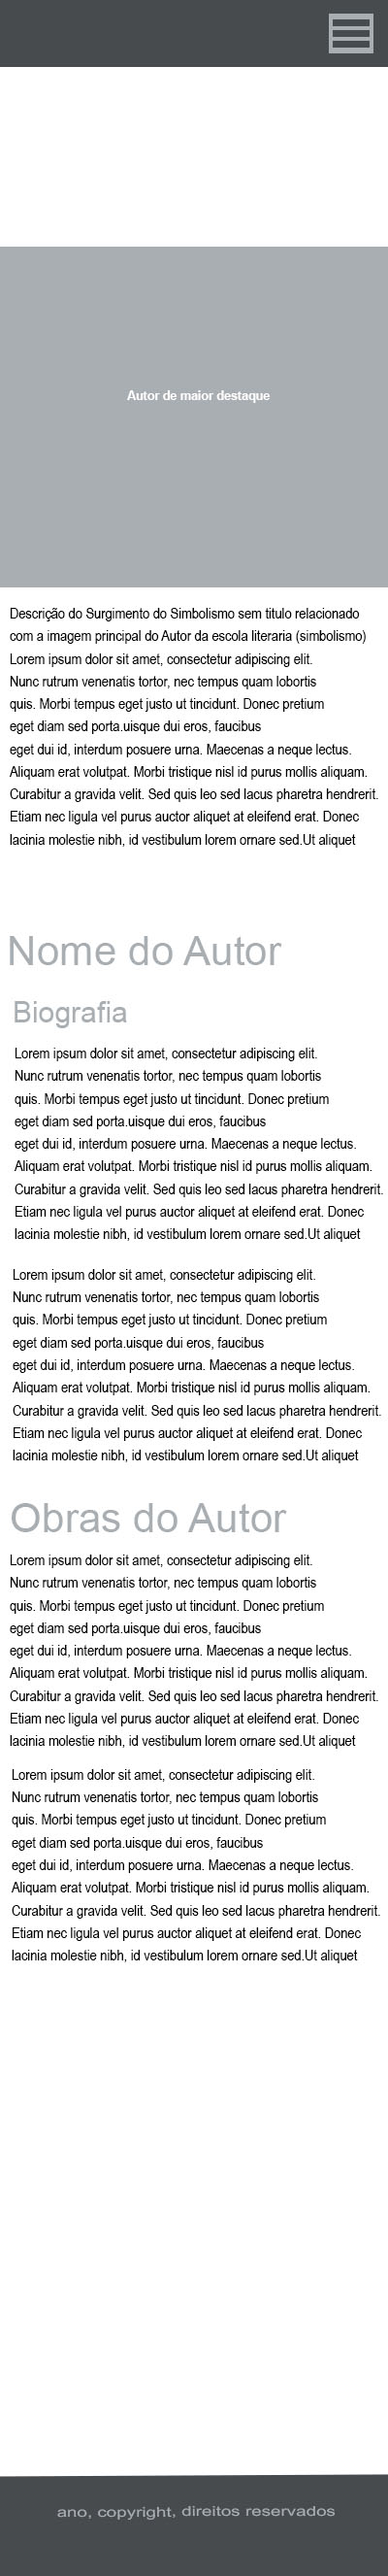 Autor de maior destaque
Descrição do Surgimento do Simbolismo sem titulo relacionado
com a imagem principal do Autor da escola literaria (simbolismo)
Lorem ipsum dolor sit amet, consectetur adipiscing elit.
Nunc rutrum venenatis tortor, nec tempus quam lobortis
quis. Morbi tempus eget justo ut tincidunt. Donec pretium
eget diam sed porta.uisque dui eros, faucibus
eget dui id, interdum posuere urna. Maecenas a neque lectus.
Aliquam erat volutpat. Morbi tristique nisl id purus mollis aliquam.
Curabitur a gravida velit. Sed quis leo sed lacus pharetra hendrerit.
Etiam nec ligula vel purus auctor aliquet at eleifend erat. Donec
lacinia molestie nibh, id vestibulum lorem ornare sed.Ut aliquet
Nome do Autor
Biografia
Lorem ipsum dolor sit amet, consectetur adipiscing elit.
Nunc rutrum venenatis tortor, nec tempus quam lobortis
quis. Morbi tempus eget justo ut tincidunt. Donec pretium
eget diam sed porta.uisque dui eros, faucibus
eget dui id, interdum posuere urna. Maecenas a neque lectus.
Aliquam erat volutpat. Morbi tristique nisl id purus mollis aliquam.
Curabitur a gravida velit. Sed quis leo sed lacus pharetra hendrerit.
Etiam nec ligula vel purus auctor aliquet at eleifend erat. Donec
lacinia molestie nibh, id vestibulum lorem ornare sed.Ut aliquet
Lorem ipsum dolor sit amet, consectetur adipiscing elit.
Nunc rutrum venenatis tortor, nec tempus quam lobortis
quis. Morbi tempus eget justo ut tincidunt. Donec pretium
eget diam sed porta.uisque dui eros, faucibus
eget dui id, interdum posuere urna. Maecenas a neque lectus.
Aliquam erat volutpat. Morbi tristique nisl id purus mollis aliquam.
Curabitur a gravida velit. Sed quis leo sed lacus pharetra hendrerit.
Etiam nec ligula vel purus auctor aliquet at eleifend erat. Donec
lacinia molestie nibh, id vestibulum lorem ornare sed.Ut aliquet
Obras do Autor
Lorem ipsum dolor sit amet, consectetur adipiscing elit.
Nunc rutrum venenatis tortor, nec tempus quam lobortis
quis. Morbi tempus eget justo ut tincidunt. Donec pretium
eget diam sed porta.uisque dui eros, faucibus
eget dui id, interdum posuere urna. Maecenas a neque lectus.
Aliquam erat volutpat. Morbi tristique nisl id purus mollis aliquam.
Curabitur a gravida velit. Sed quis leo sed lacus pharetra hendrerit.
Etiam nec ligula vel purus auctor aliquet at eleifend erat. Donec
lacinia molestie nibh, id vestibulum lorem ornare sed.Ut aliquet
Lorem ipsum dolor sit amet, consectetur adipiscing elit.
Nunc rutrum venenatis tortor, nec tempus quam lobortis
quis. Morbi tempus eget justo ut tincidunt. Donec pretium
eget diam sed porta.uisque dui eros, faucibus
eget dui id, interdum posuere urna. Maecenas a neque lectus.
Aliquam erat volutpat. Morbi tristique nisl id purus mollis aliquam.
Curabitur a gravida velit. Sed quis leo sed lacus pharetra hendrerit.
Etiam nec ligula vel purus auctor aliquet at eleifend erat. Donec
lacinia molestie nibh, id vestibulum lorem ornare sed.Ut aliquet
ano, copyright, direitos reservados